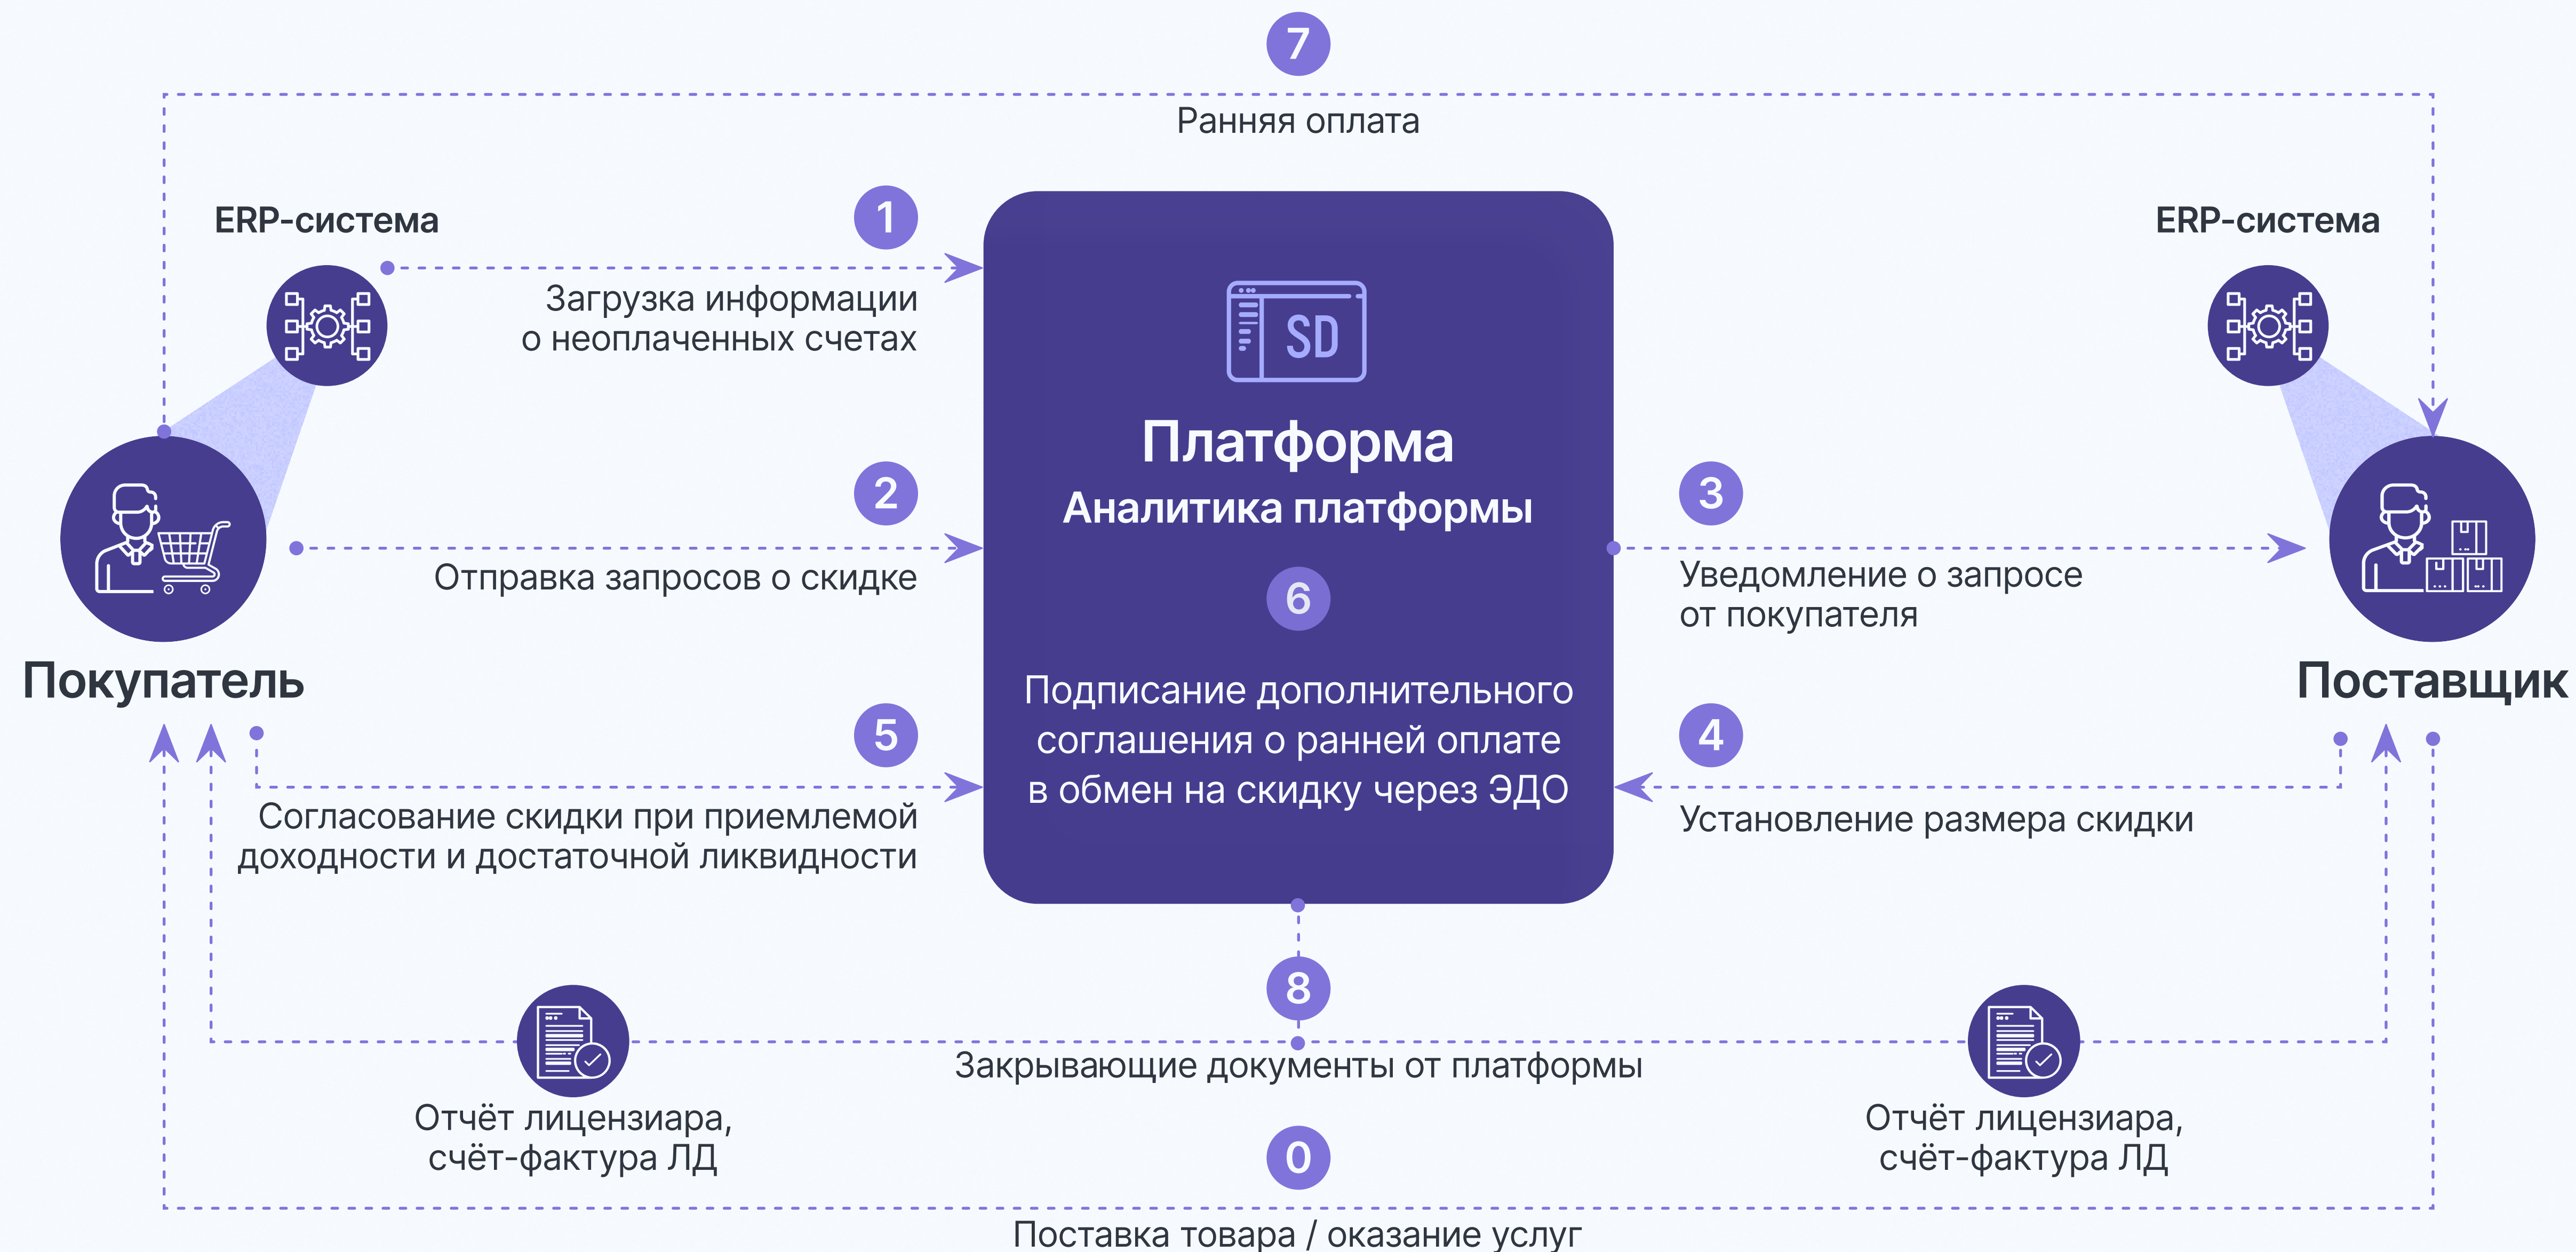 7
Ранняя оплата
ERP-система
1
Загрузка информации
о неоплаченных счетах
ERP-система
SD
Платформа
Аналитика платформы
2
Отправка запросов о скидке
3
Уведомление о запросе
от покупателя
6
Подписание дополнительного
соглашения о ранней оплате
в обмен на скидку через ЭДО
Покупатель
Поставщик
5
Согласование скидки при приемлемой
доходности и достаточной ликвидности
4
Установление размера скидки
8
Закрывающие документы от платформы
Отчёт лицензиара,
счёт-фактура ЛД
Отчёт лицензиара,
счёт-фактура ЛД
0
Поставка товара / оказание услуг